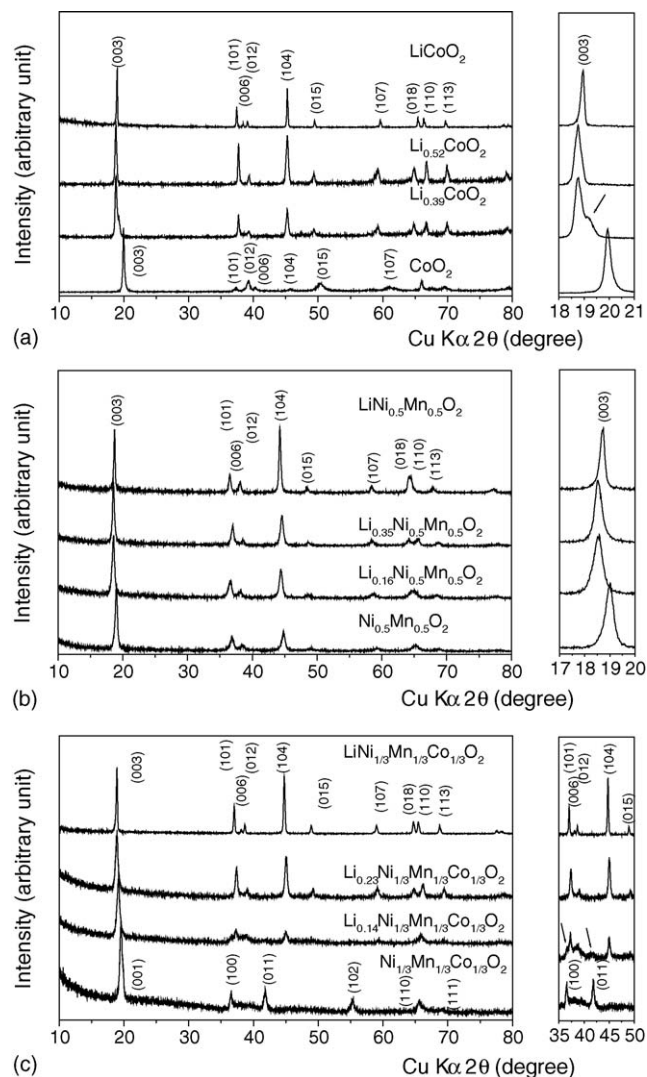 LiCoO₂
(003)
(101)
(012)
(006)
(104)
(015)
(107)
(018)
(110)
(113)
Li₀.₅₂CoO₂
Li₀.₃₉CoO₂
CoO₂
(003)
(101)
(012)
(006)
(104)
(015)
(107)
Intensity (arbitrary unit)
10 20 30 40 50 60 70 80
Cu Kα 2θ (degree)
(003)
18 19 20 21
(a)
LiNi₀.₅Mn₀.₅O₂
(003)
(101)
(006)
(012)
(104)
(015)
(107)
(018)
(110)
(113)
Li₀.₃₅Ni₀.₅Mn₀.₅O₂
Li₀.₁₆Ni₀.₅Mn₀.₅O₂
Ni₀.₅Mn₀.₅O₂
Intensity (arbitrary unit)
10 20 30 40 50 60 70 80
Cu Kα 2θ (degree)
(003)
17 18 19 20
(b)
LiNi₁/₃Mn₁/₃Co₁/₃O₂
(003)
(101)
(006)
(012)
(104)
(015)
(107)
(018)
(110)
(113)
Li₀.₂₃Ni₁/₃Mn₁/₃Co₁/₃O₂
Li₀.₁₄Ni₁/₃Mn₁/₃Co₁/₃O₂
Ni₁/₃Mn₁/₃Co₁/₃O₂
(001)
(100)
(011)
(102)
(110)
(111)
Intensity (arbitrary unit)
10 20 30 40 50 60 70 80
Cu Kα 2θ (degree)
(101)
(006)
(012)
(104)
(015)
(100)
(011)
35 40 45 50
(c)